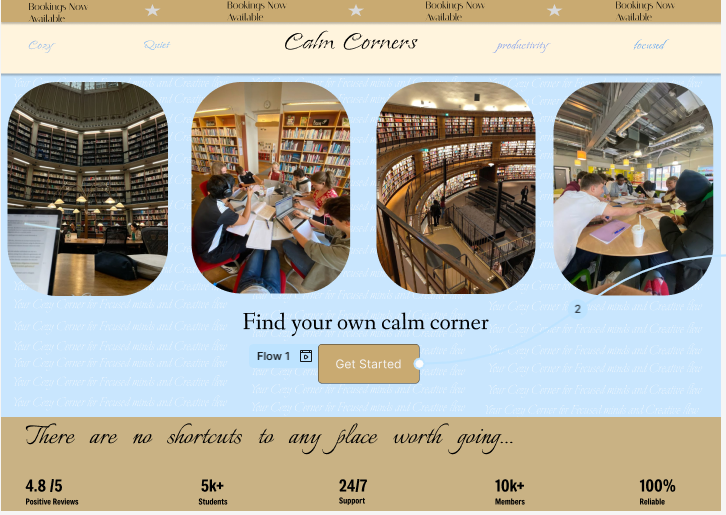 Bookings Now Available
Bookings Now Available
Bookings Now Available
Bookings Now Available
Cozy
Quiet
Calm Corners
productivity
focused
Find your own calm corner
2
Flow 1
Get Started
There are no shortcuts to any place worth going...
4.8 /5
Positive Reviews
5k+
Students
24/7
Support
10k+
Members
100%
Reliable